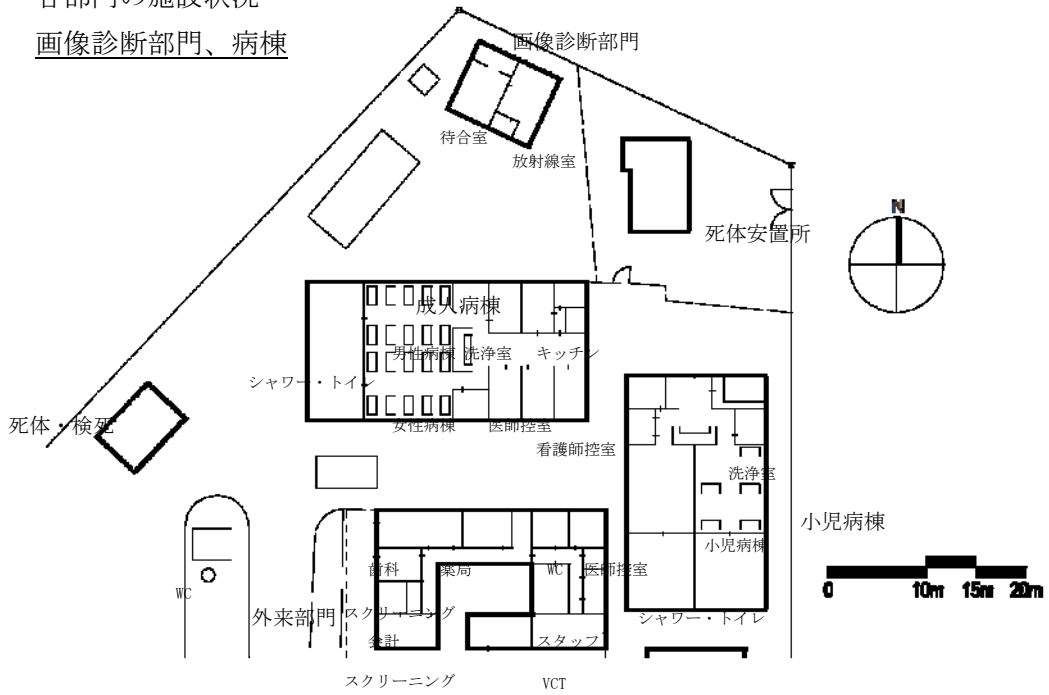 各部門の施設状況
画像診断部門、病棟
画像診断部門
待合室
放射線室
死体安置所
N
成人病棟
男性病棟
洗浄室
キッチン
シャワー・トイレ
死体・検死
女性病棟
医師控室
看護師控室
洗浄室
小児病棟
小児病棟
0
10m
15m
20m
歯科
薬局
WC
医師控室
WC
外来部門
スクリーニング
シャワー・トイレ
会計
スタッフ
スクリーニング
VCT